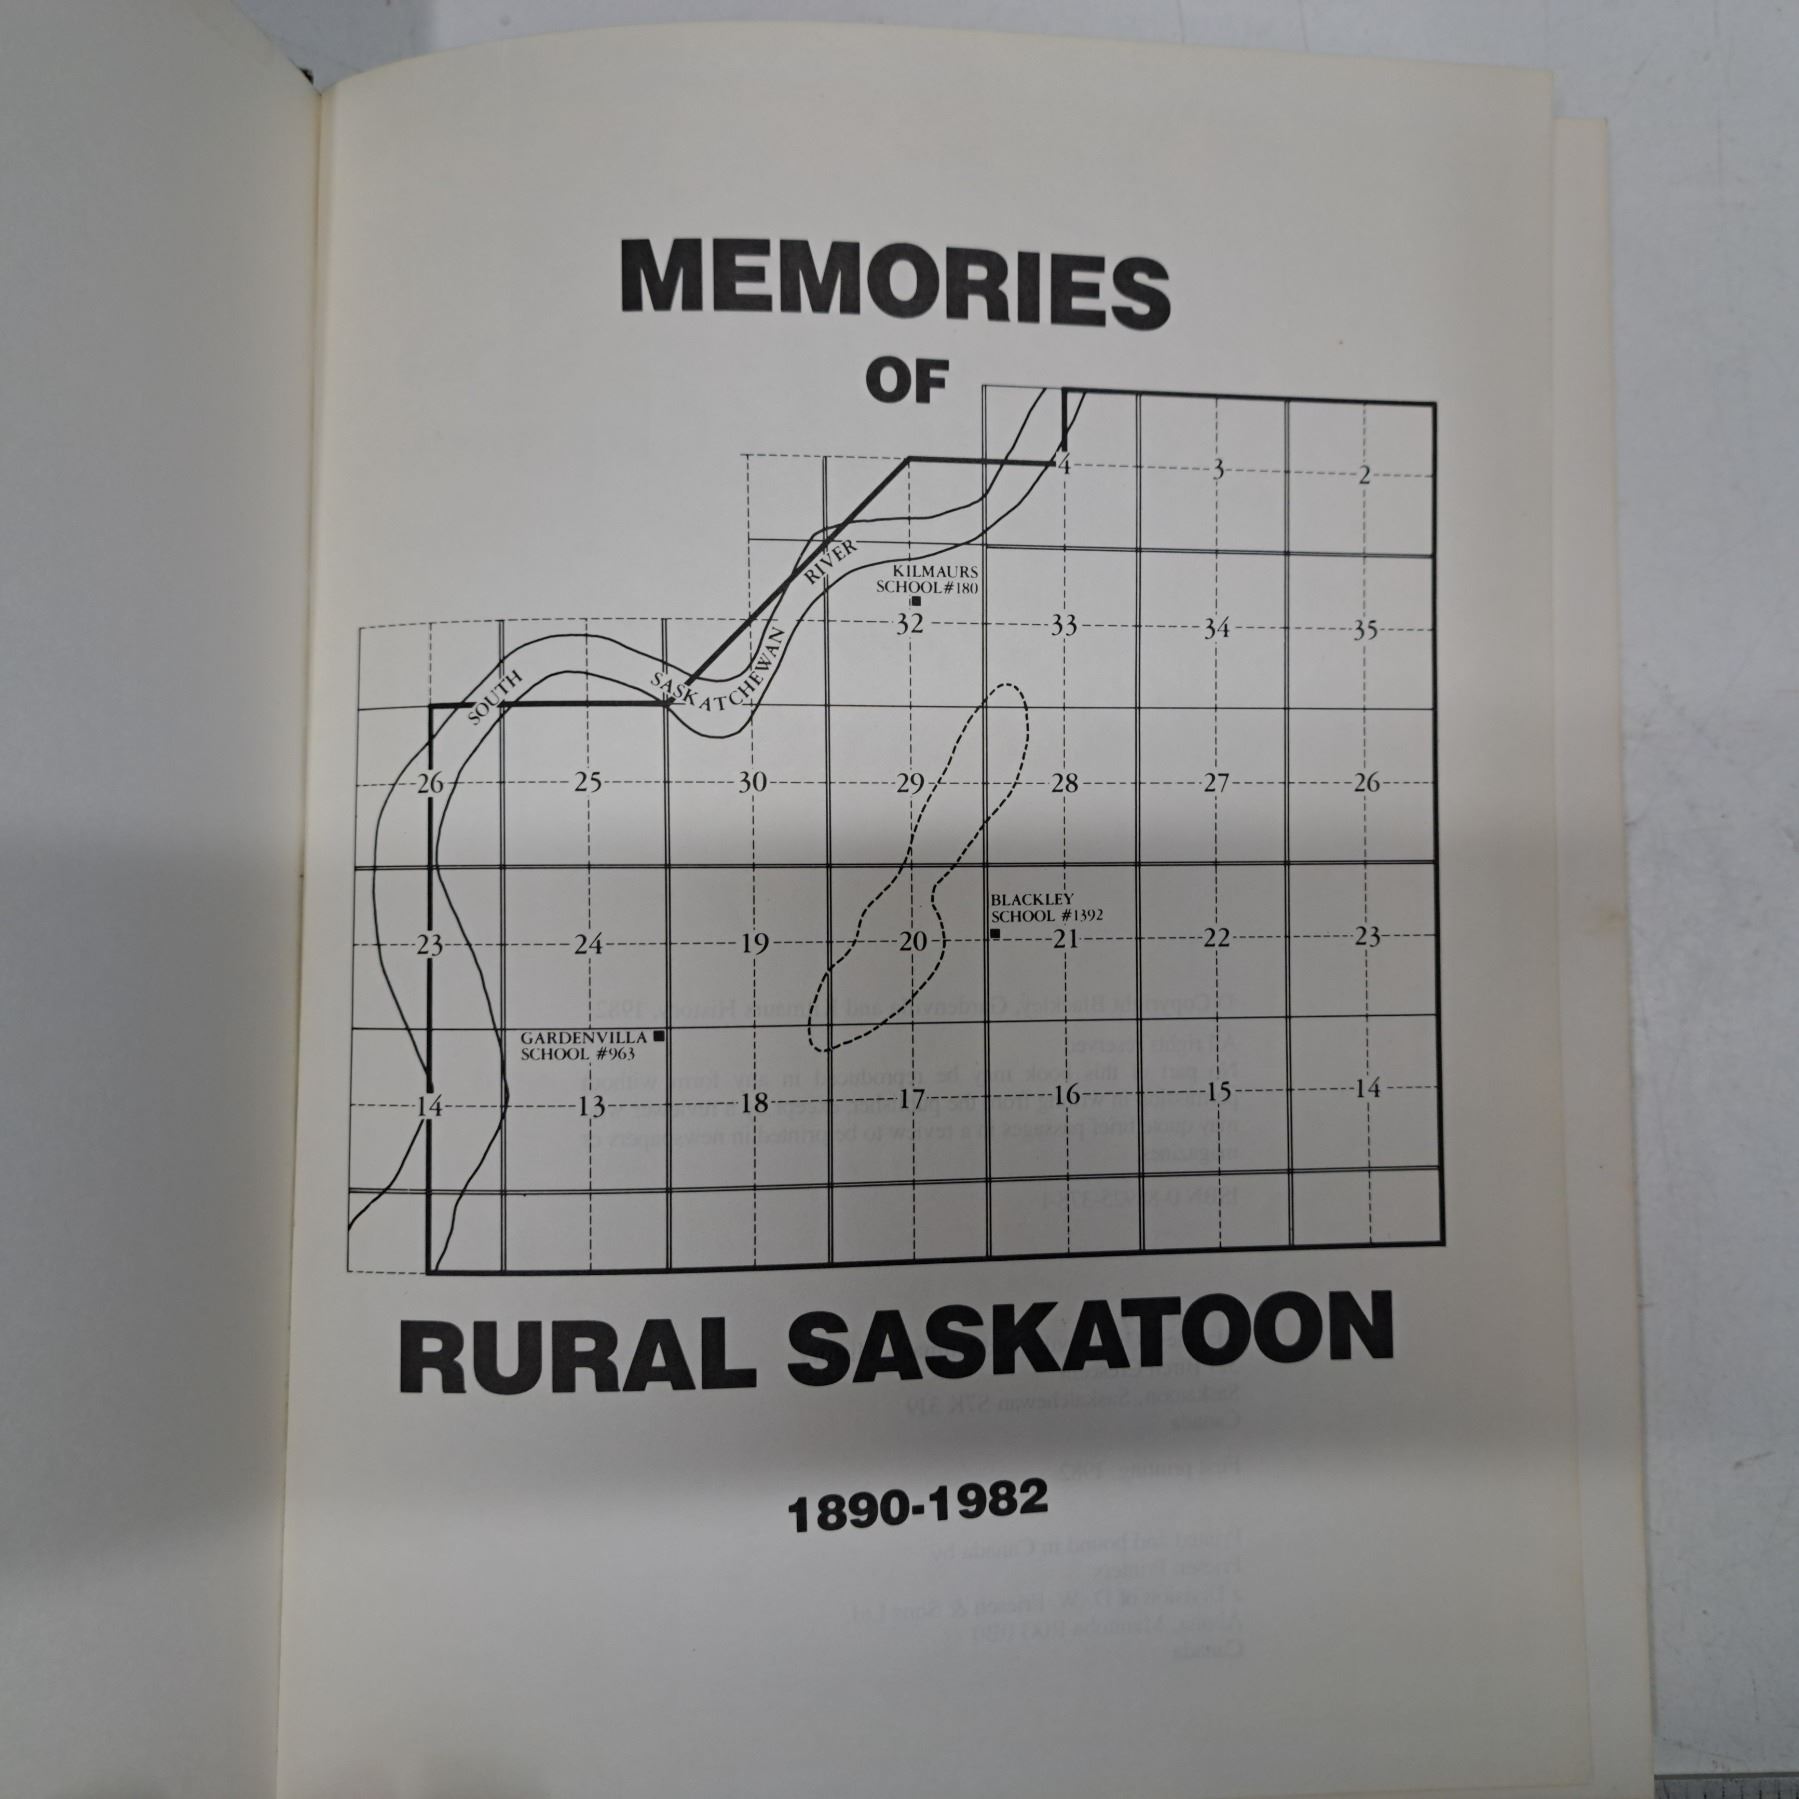 MEMORIES
OF
4 3 2
RIVER
KILMAURS
SCHOOL #180
32 33 34 35
SOUTH
SASKATCHEWAN
26 25 30 29 28 27 26
BLACKLEY
SCHOOL #1392
23 24 19 20 21 22 23
GARDENVILLA
SCHOOL #963
14 13 18 17 16 15 14
RURAL SASKATOON
1890-1982